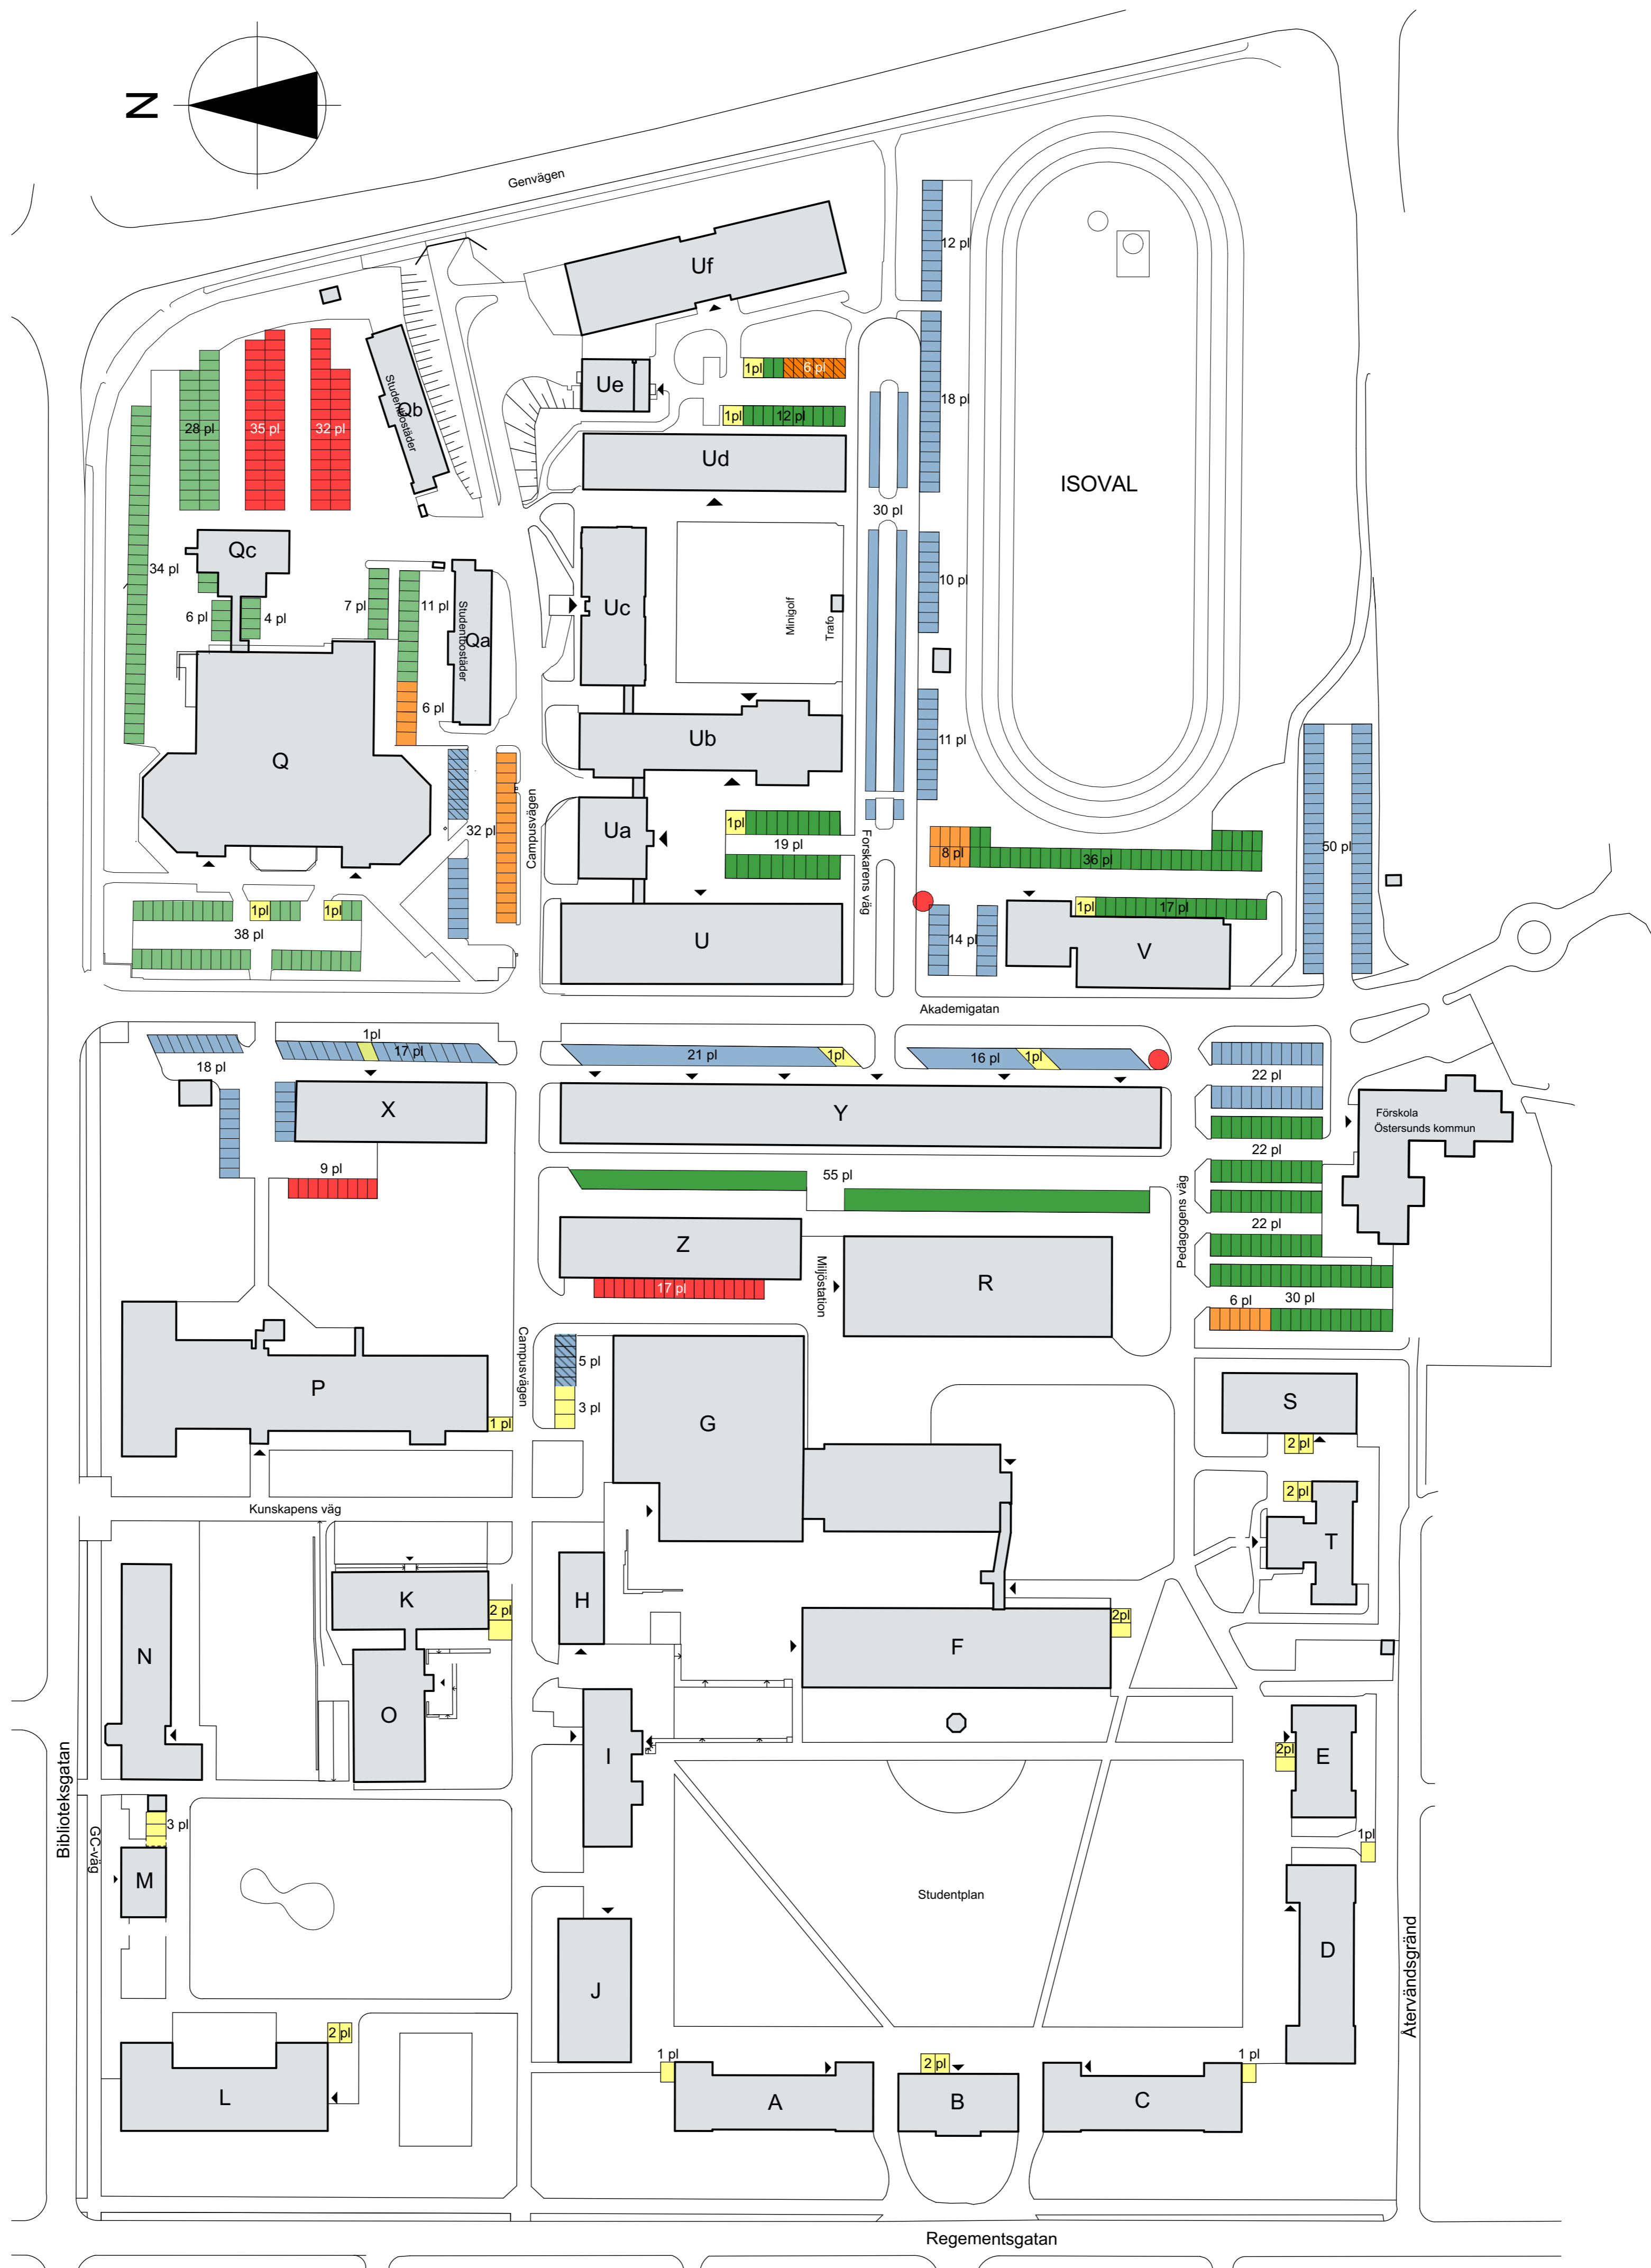 N
Genvägen
Uf
12 pl
Ue
1pl
6 pl
18 pl
Qb
Studentbostäder
28 pl
35 pl
32 pl
1pl
12 pl
Ud
ISOVAL
30 pl
Qc
34 pl
10 pl
7 pl
11 pl
6 pl
4 pl
Uc
Minigolf
Trafo
Qa
Studentbostäder
6 pl
Ub
11 pl
Q
32 pl
Campusvägen
Ua
1pl
19 pl
Forskarens väg
8 pl
36 pl
50 pl
1pl
1pl
38 pl
U
14 pl
1pl
17 pl
V
Akademigatan
1pl
17 pl
18 pl
21 pl
1pl
16 pl
1pl
22 pl
X
Y
Förskola
Östersunds kommun
22 pl
9 pl
55 pl
Pedagogens väg
22 pl
Z
17 pl
Miljöstation
R
6 pl
30 pl
Campusvägen
5 pl
3 pl
P
1 pl
G
S
2 pl
2 pl
Kunskapens väg
T
K
2 pl
H
F
2pl
N
O
I
E
2pl
Biblioteksgatan
GC-väg
3 pl
M
1pl
Studentplan
D
J
Återvändsgränd
2 pl
L
1 pl
A
2 pl
B
1 pl
C
Regementsgatan